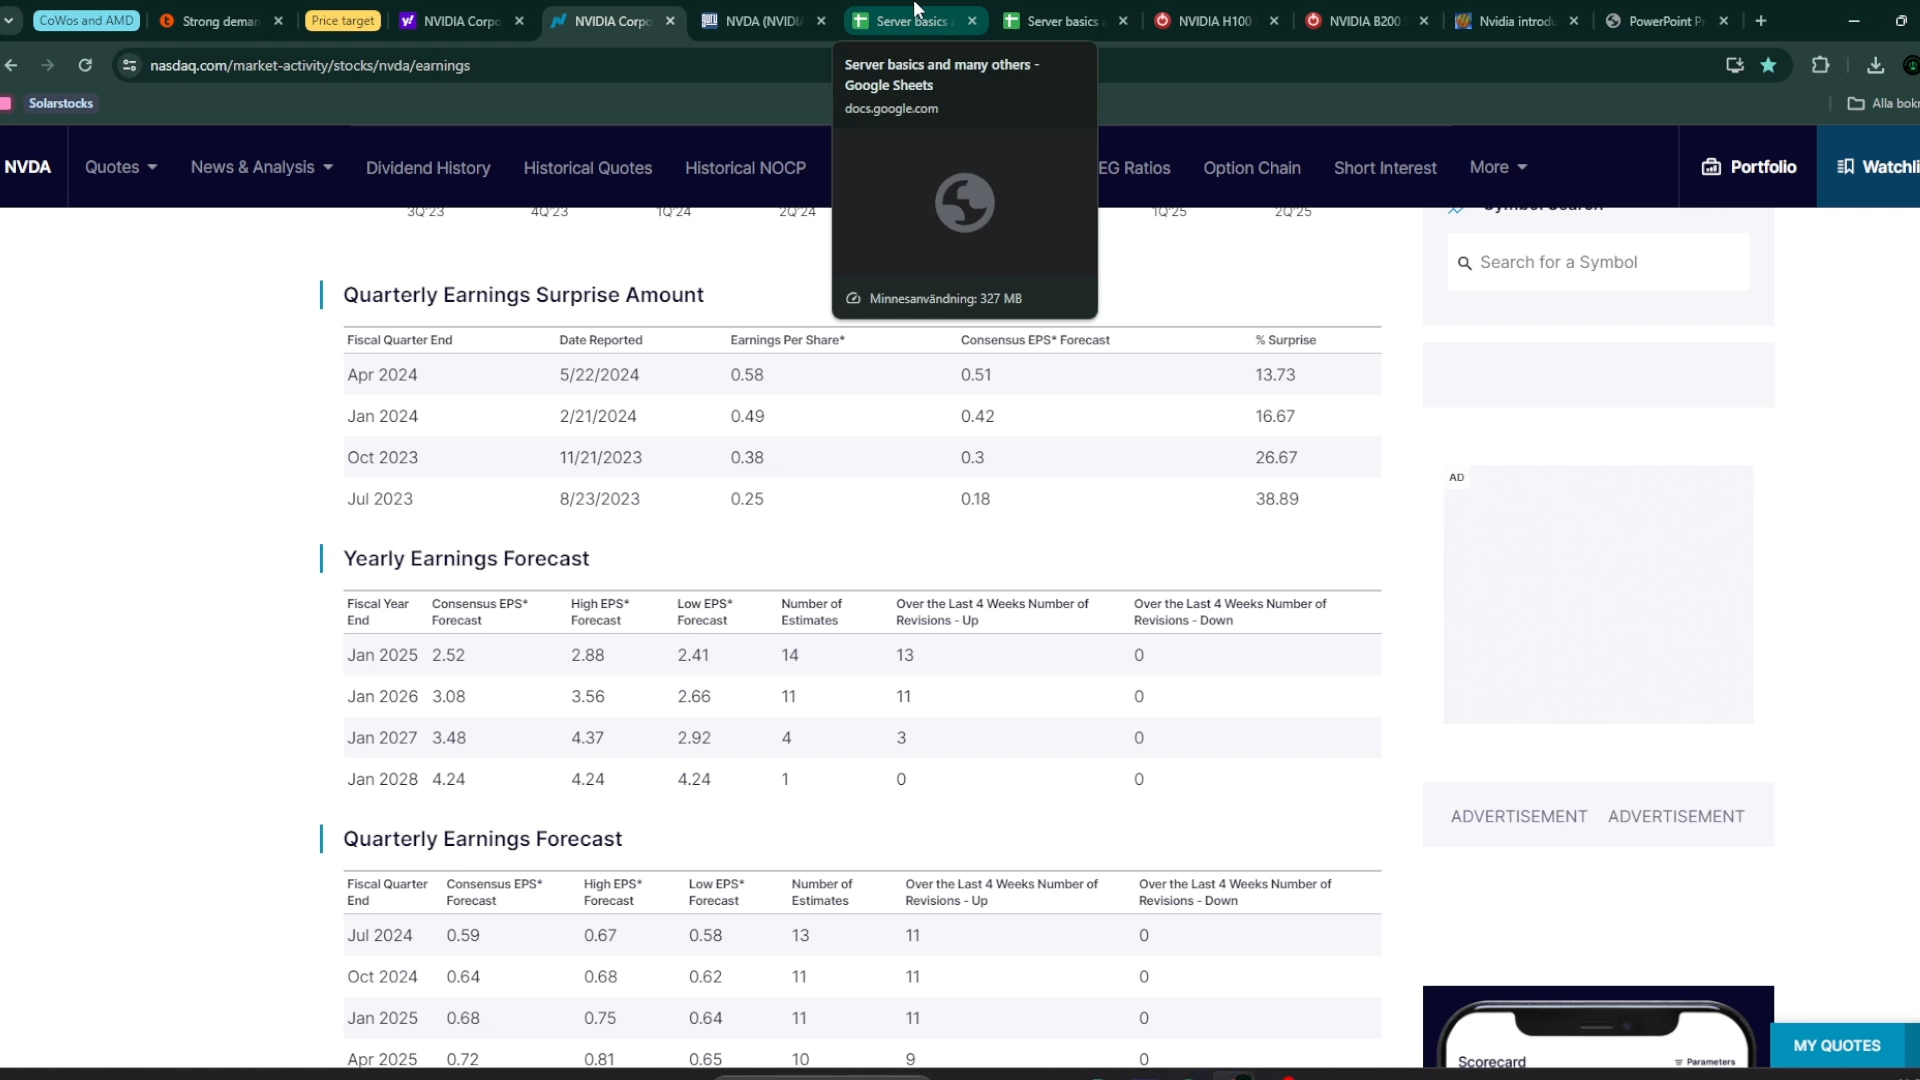 CoWos and AMD
Strong deman
Price target
NVIDIA Corpo
NVIDIA Corpo
NVDA (NVIDI
Server basics
Server basics
NVIDIA H100
NVIDIA B200
Nvidia introdu
PowerPoint Pr
nasdaq.com/market-activity/stocks/nvda/earnings
Server basics and many others -
Google Sheets
docs.google.com
Minnesanvändning: 327 MB
Solarstocks
Alla bok
NVDA
Quotes
News & Analysis
Dividend History
Historical Quotes
Historical NOCP
EG Ratios
Option Chain
Short Interest
More
Portfolio
Watchli
3Q'23 4Q'23 1Q'24 2Q'24 1Q'25 2Q'25
Symbol Search
Search for a Symbol
Quarterly Earnings Surprise Amount
Fiscal Quarter End Date Reported Earnings Per Share* Consensus EPS* Forecast % Surprise
Apr 2024 5/22/2024 0.58 0.51 13.73
Jan 2024 2/21/2024 0.49 0.42 16.67
Oct 2023 11/21/2023 0.38 0.3 26.67
Jul 2023 8/23/2023 0.25 0.18 38.89
AD
Yearly Earnings Forecast
Fiscal Year Consensus EPS* High EPS* Low EPS* Number of Over the Last 4 Weeks Number of Over the Last 4 Weeks Number of
End Forecast Forecast Forecast Estimates Revisions - Up Revisions - Down
Jan 2025 2.52 2.88 2.41 14 13 0
Jan 2026 3.08 3.56 2.66 11 11 0
Jan 2027 3.48 4.37 2.92 4 3 0
Jan 2028 4.24 4.24 4.24 1 0 0
ADVERTISEMENT ADVERTISEMENT
Quarterly Earnings Forecast
Fiscal Quarter Consensus EPS* High EPS* Low EPS* Number of Over the Last 4 Weeks Number of Over the Last 4 Weeks Number of
End Forecast Forecast Forecast Estimates Revisions - Up Revisions - Down
Jul 2024 0.59 0.67 0.58 13 11 0
Oct 2024 0.64 0.68 0.62 11 11 0
Jan 2025 0.68 0.75 0.64 11 11 0
Apr 2025 0.72 0.81 0.65 10 9 0
Scorecard
Parameters
MY QUOTES